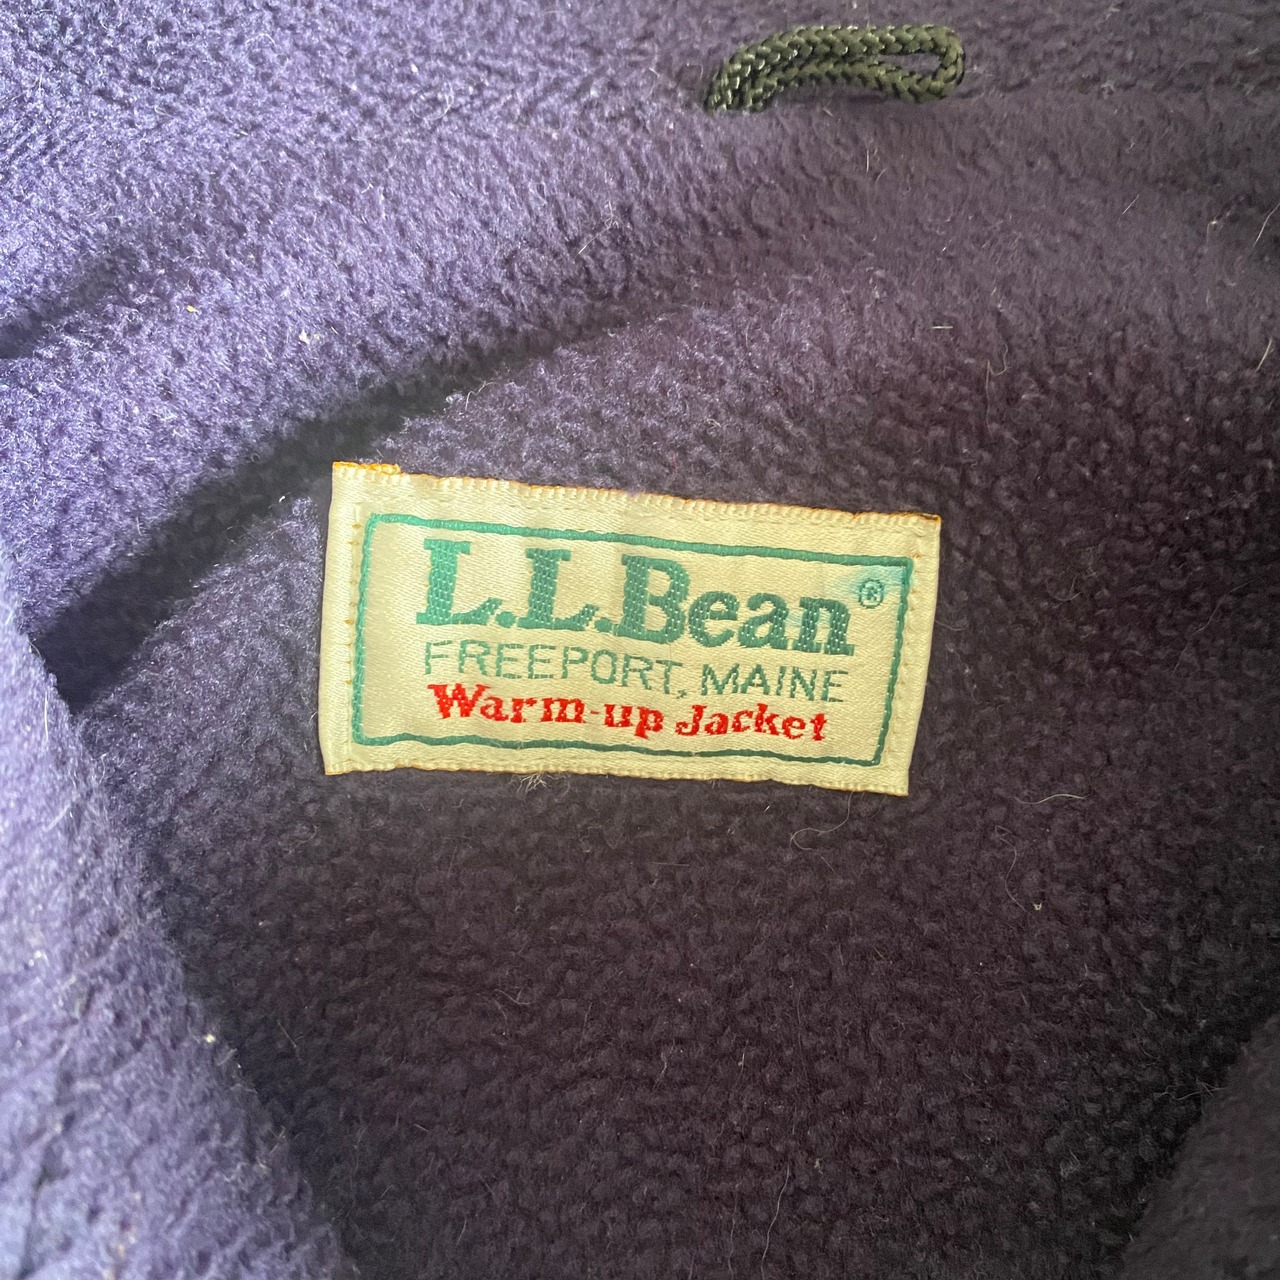 L.L.Bean®
FREEPORT, MAINE
Warm-up Jacket